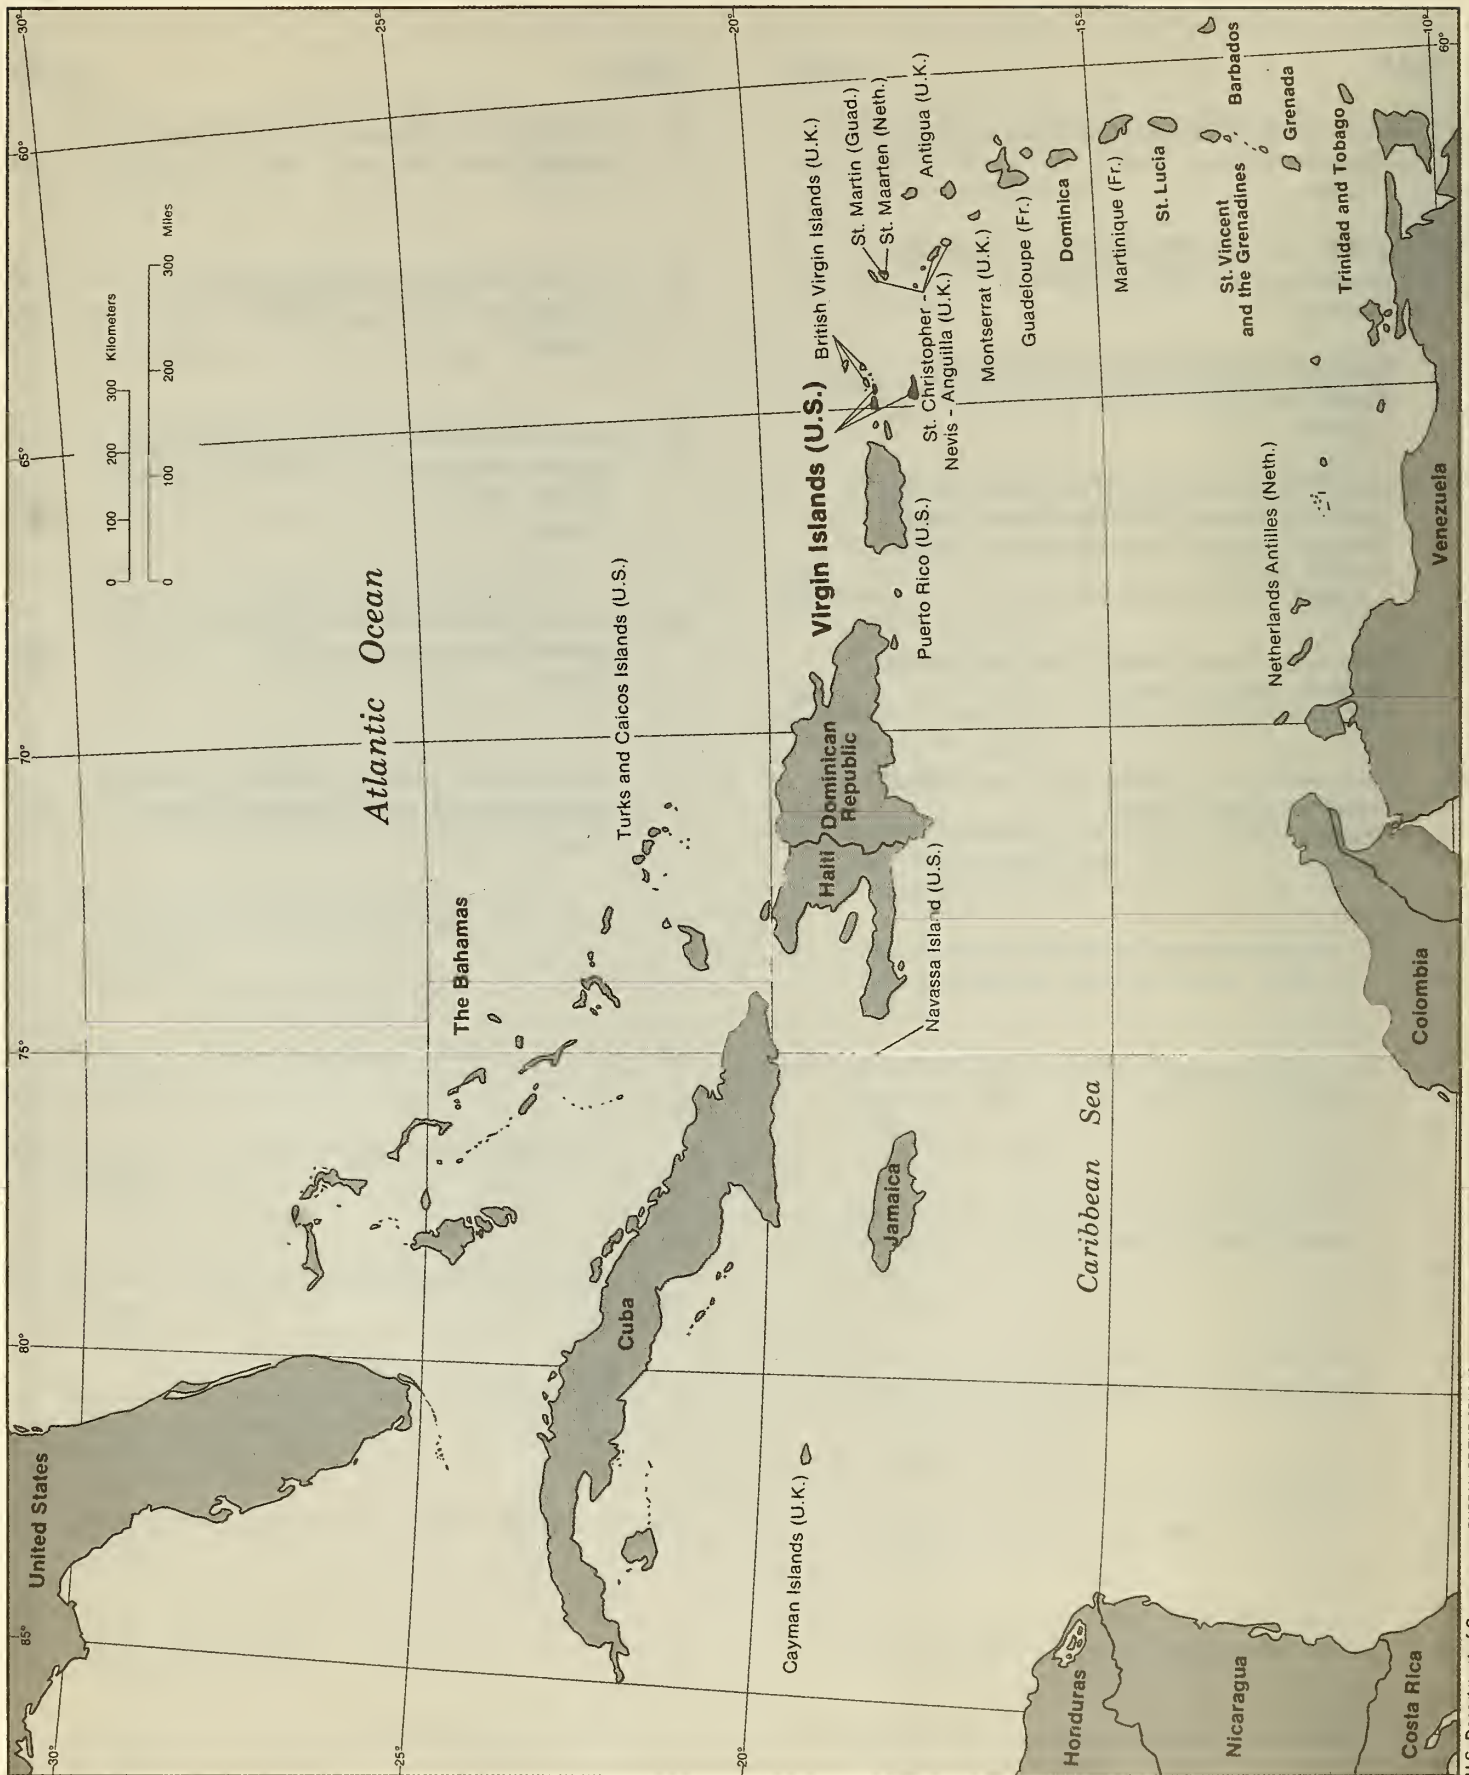 30°
25°
20°
15°
10°
60°
60°
65°
70°
75°
80°
85°
30°
25°
20°
0 100 200 300 Kilometers
0 100 200 300 Miles
United States
Atlantic Ocean
The Bahamas
Turks and Caicos Islands (U.S.)
Cuba
Cayman Islands (U.K.)
Jamaica
Haiti
Dominican
Republic
Navassa Island (U.S.)
Puerto Rico (U.S.)
Virgin Islands (U.S.)
British Virgin Islands (U.K.)
St. Martin (Guad.)
St. Maarten (Neth.)
Antigua (U.K.)
St. Christopher -
Nevis - Anguilla (U.K.)
Montserrat (U.K.)
Guadeloupe (Fr.)
Dominica
Martinique (Fr.)
St. Lucia
St. Vincent
and the Grenadines
Barbados
Grenada
Trinidad and Tobago
Netherlands Antilles (Neth.)
Caribbean Sea
Venezuela
Colombia
Honduras
Nicaragua
Costa Rica